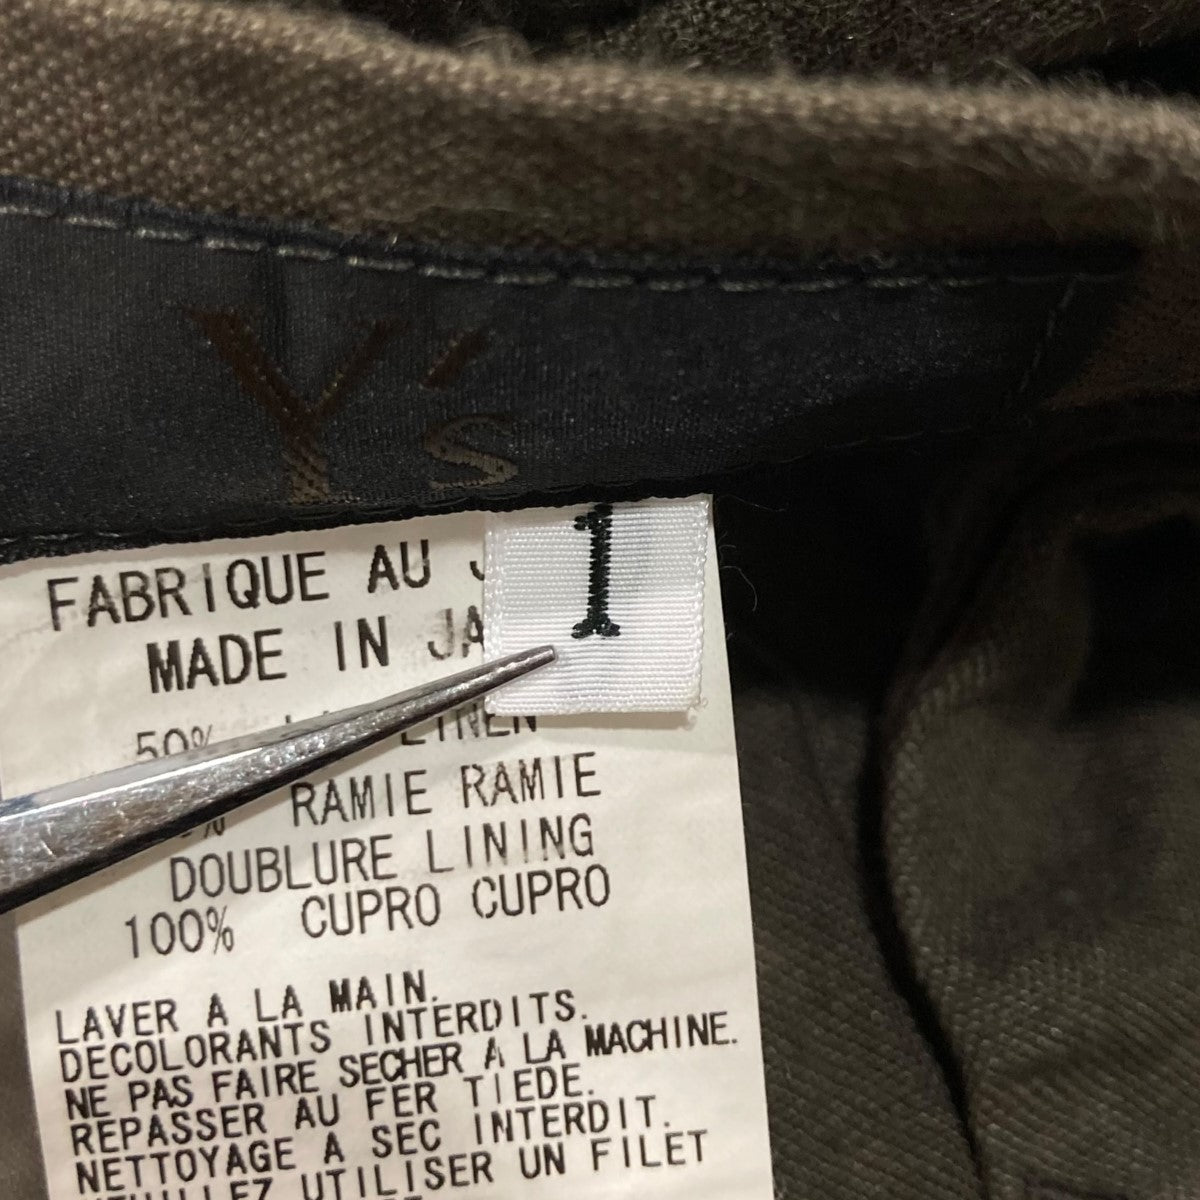 Y's
1
FABRIQUE AU
MADE IN
50% LINEN
RAMIE RAMIE
DOUBLURE LINING
100% CUPRO CUPRO
LAVER A LA MAIN.
DECOLORANTS INTERDITS.
NE PAS FAIRE SECHER A LA MACHINE.
REPASSER AU FER TIEDE.
NETTOYAGE A SEC INTERDIT.
UTILISER UN FILET